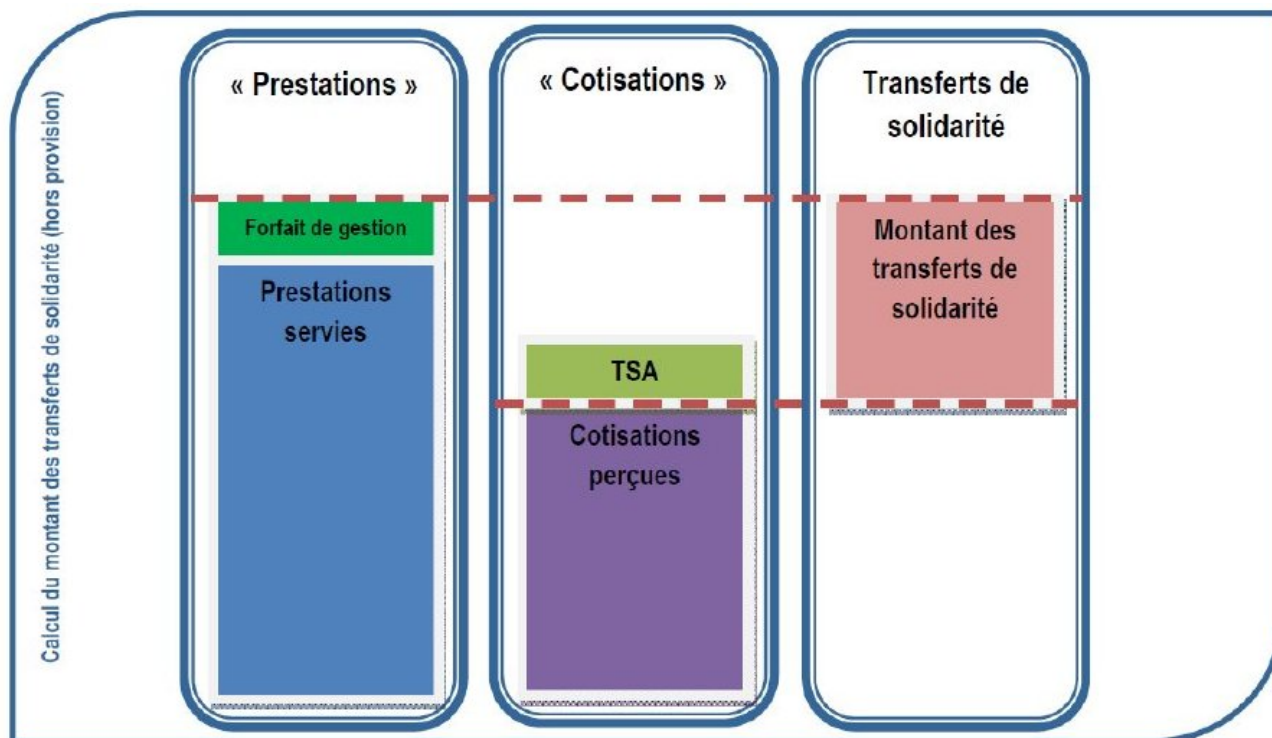 Calcul du montant des transferts de solidarité (hors provision)
« Prestations »
Forfait de gestion
Prestations
servies
« Cotisations »
TSA
Cotisations
perçues
Transferts de
solidarité
Montant des
transferts de
solidarité